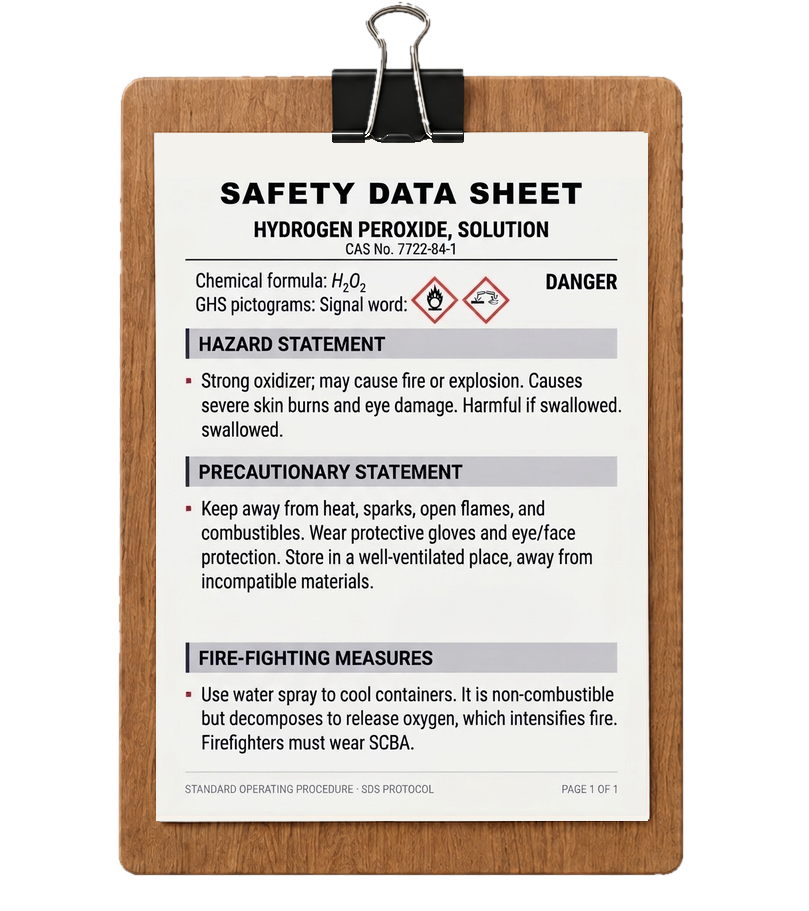 SAFETY DATA SHEET
HYDROGEN PEROXIDE, SOLUTION
CAS No. 7722-84-1
Chemical formula: H₂O₂
DANGER
GHS pictograms: Signal word:
HAZARD STATEMENT
▪ Strong oxidizer; may cause fire or explosion. Causes
severe skin burns and eye damage. Harmful if swallowed.
swallowed.
PRECAUTIONARY STATEMENT
▪ Keep away from heat, sparks, open flames, and
combustibles. Wear protective gloves and eye/face
protection. Store in a well-ventilated place, away from
incompatible materials.
FIRE-FIGHTING MEASURES
▪ Use water spray to cool containers. It is non-combustible
but decomposes to release oxygen, which intensifies fire.
Firefighters must wear SCBA.
STANDARD OPERATING PROCEDURE · SDS PROTOCOL
PAGE 1 OF 1